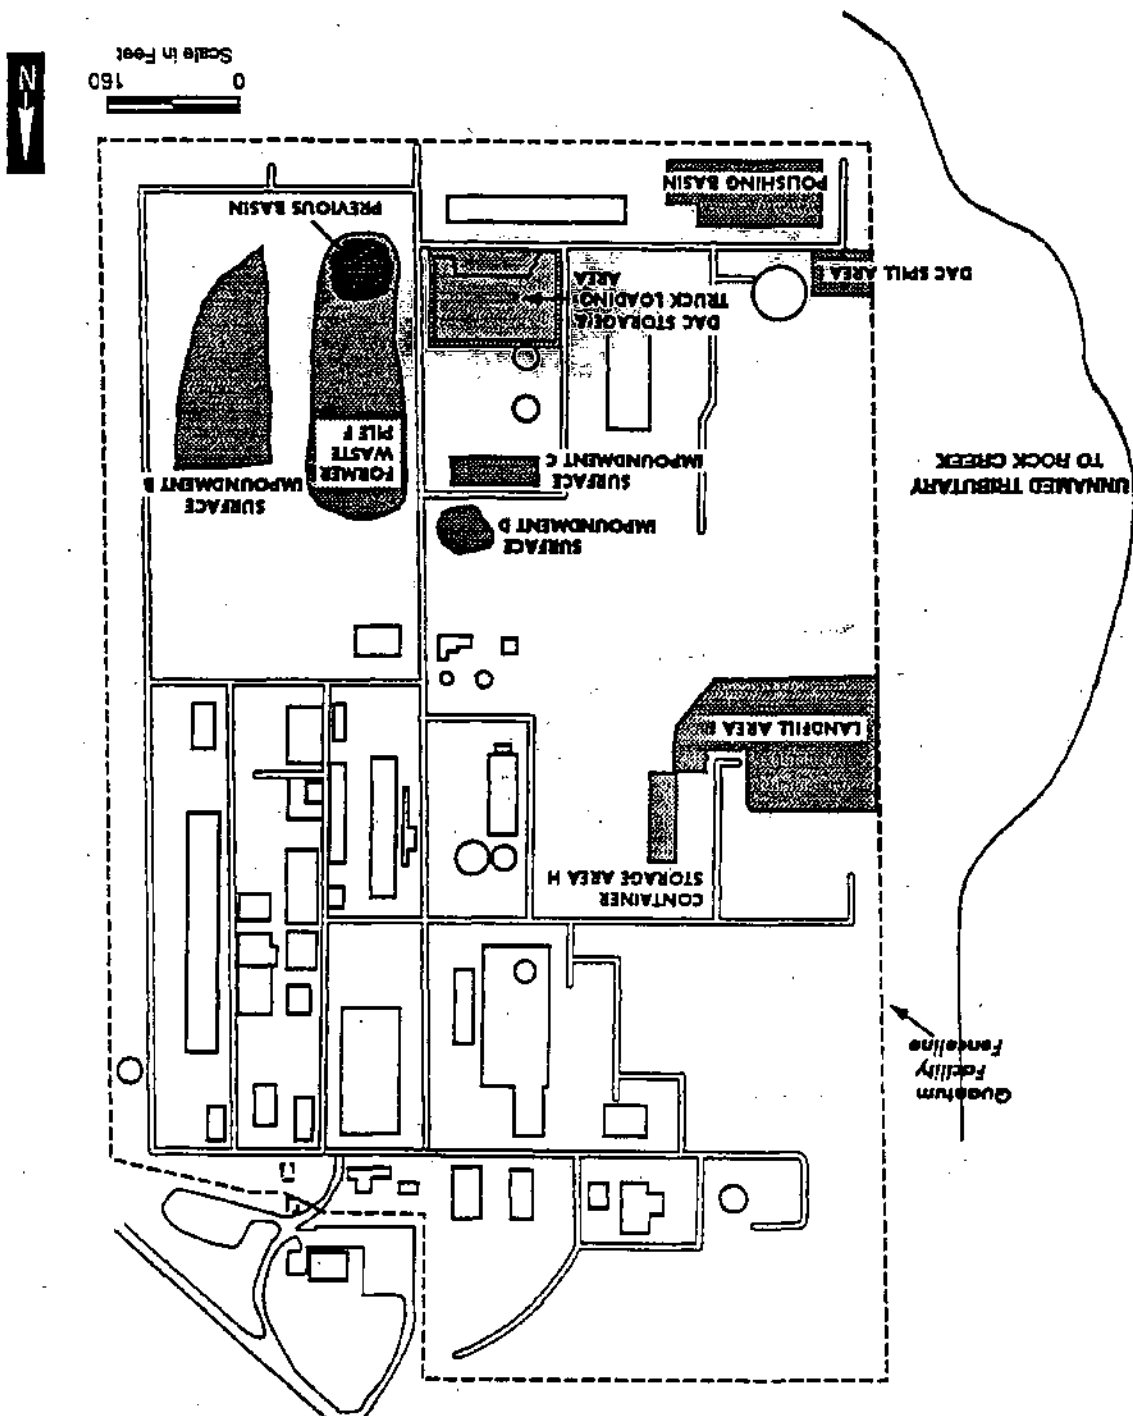 Quantum
Facility
Fenceline
CONTAINER
STORAGE AREA H
LANDFILL AREA E
SURFACE
IMPOUNDMENT D
UNNAMED TRIBUTARY
TO ROCK CREEK
SURFACE
IMPOUNDMENT C
SURFACE
IMPOUNDMENT B
FORMER
WASTE
PILE F
DAC STORAGE &
TRUCK LOADING
AREA
DAC SPILL AREA
PREVIOUS BASIN
POLISHING BASIN
0 160
Scale in Feet
N